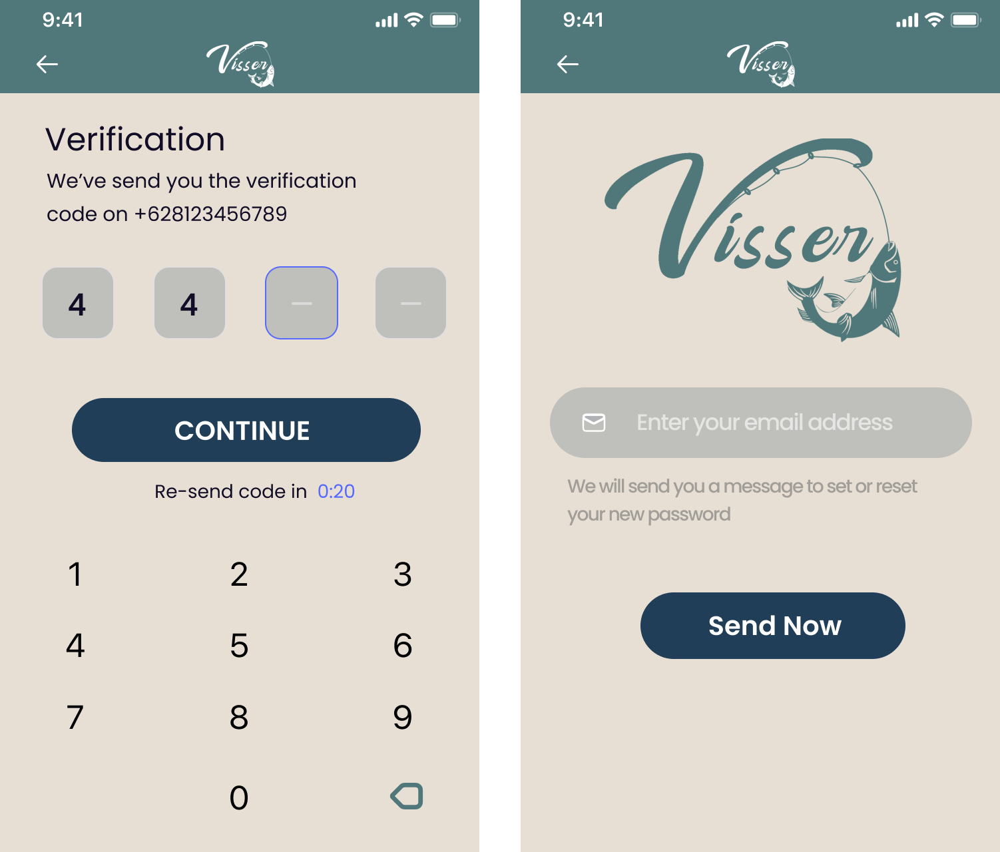 9:41
Visser
Verification
We’ve send you the verification
code on +628123456789
4 4
CONTINUE
Re-send code in 0:20
1 2 3
4 5 6
7 8 9
0
9:41
Visser
Visser
Enter your email address
We will send you a message to set or reset
your new password
Send Now